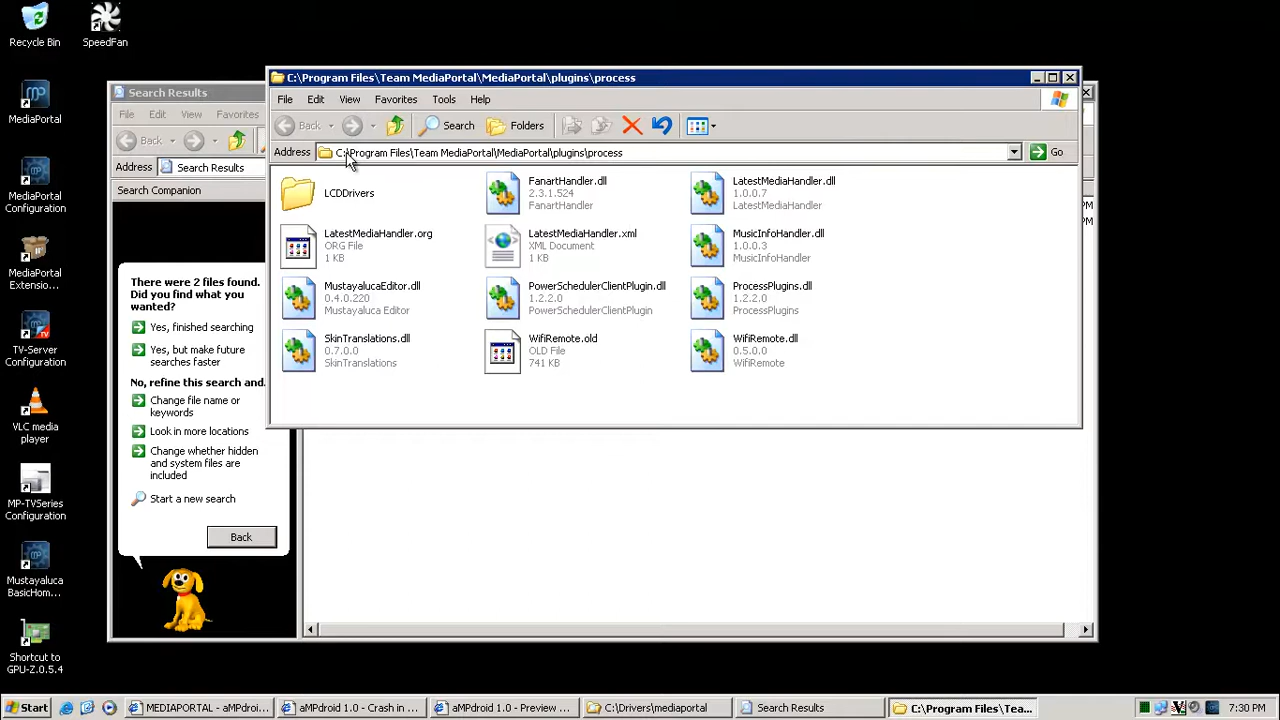 Recycle Bin
SpeedFan
MediaPortal
MediaPortal
Configuration
MediaPortal
Extensio...
TV-Server
Configuration
VLC media
player
MP-TVSeries
Configuration
Mustayaluca
BasicHom...
Shortcut to
GPU-Z.0.5.4
Search Results
File Edit View Favorites
Back
Address Search Results
Search Companion
There were 2 files found.
Did you find what you
wanted?
Yes, finished searching
Yes, but make future
searches faster
No, refine this search and...
Change file name or
keywords
Look in more locations
Change whether hidden
and system files are
included
Start a new search
Back
C:\Program Files\Team MediaPortal\MediaPortal\plugins\process
File Edit View Favorites Tools Help
Back Search Folders
Address C:\Program Files\Team MediaPortal\MediaPortal\plugins\process Go
LCDDrivers
FanartHandler.dll
2.3.1.524
FanartHandler
LatestMediaHandler.dll
1.0.0.7
LatestMediaHandler
LatestMediaHandler.org
ORG File
1 KB
LatestMediaHandler.xml
XML Document
1 KB
MusicInfoHandler.dll
1.0.0.3
MusicInfoHandler
MustayalucaEditor.dll
0.4.0.220
Mustayaluca Editor
PowerSchedulerClientPlugin.dll
1.2.2.0
PowerSchedulerClientPlugin
ProcessPlugins.dll
1.2.2.0
ProcessPlugins
SkinTranslations.dll
0.7.0.0
SkinTranslations
WifiRemote.old
OLD File
741 KB
WifiRemote.dll
0.5.0.0
WifiRemote
PM
PM
Start
MEDIAPORTAL - aMPdroi...
aMPdroid 1.0 - Crash in ...
aMPdroid 1.0 - Preview ...
C:\Drivers\mediaportal
Search Results
C:\Program Files\Tea...
7:30 PM